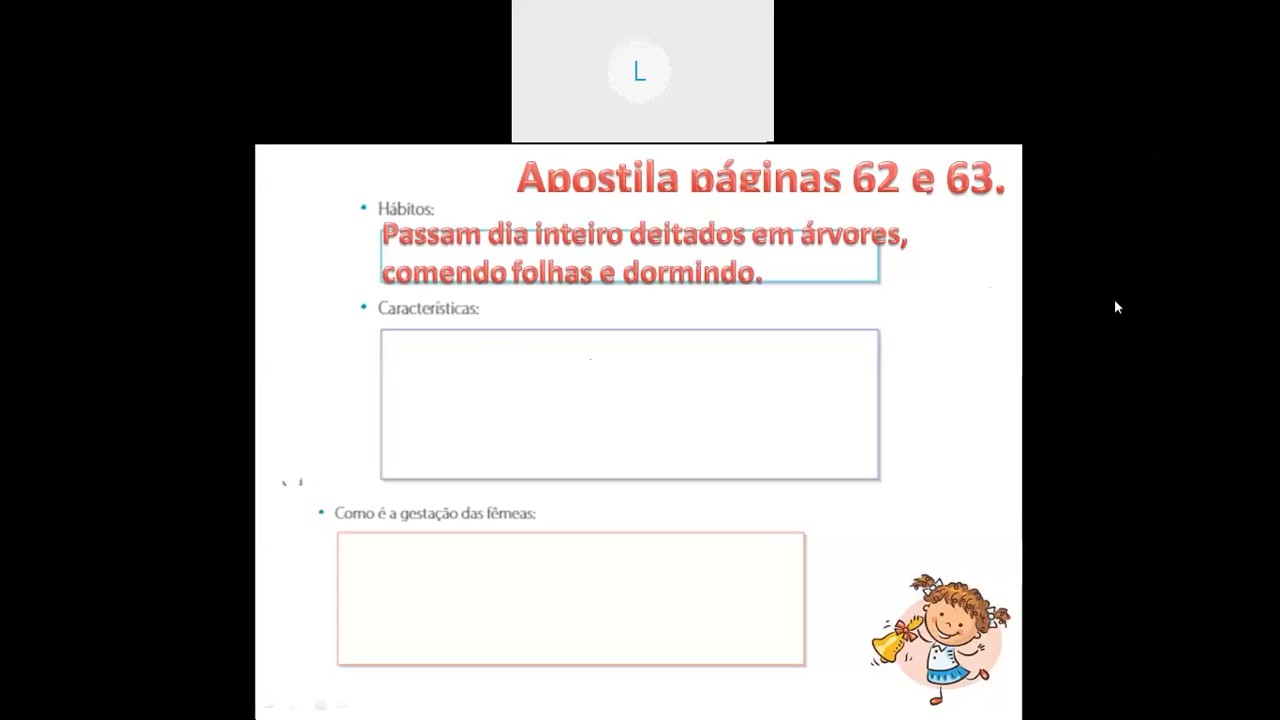 L
Apostila páginas 62 e 63.
• Hábitos:
Passam dia inteiro deitados em árvores,
comendo folhas e dormindo.
• Características:
• Como é a gestação das fêmeas: